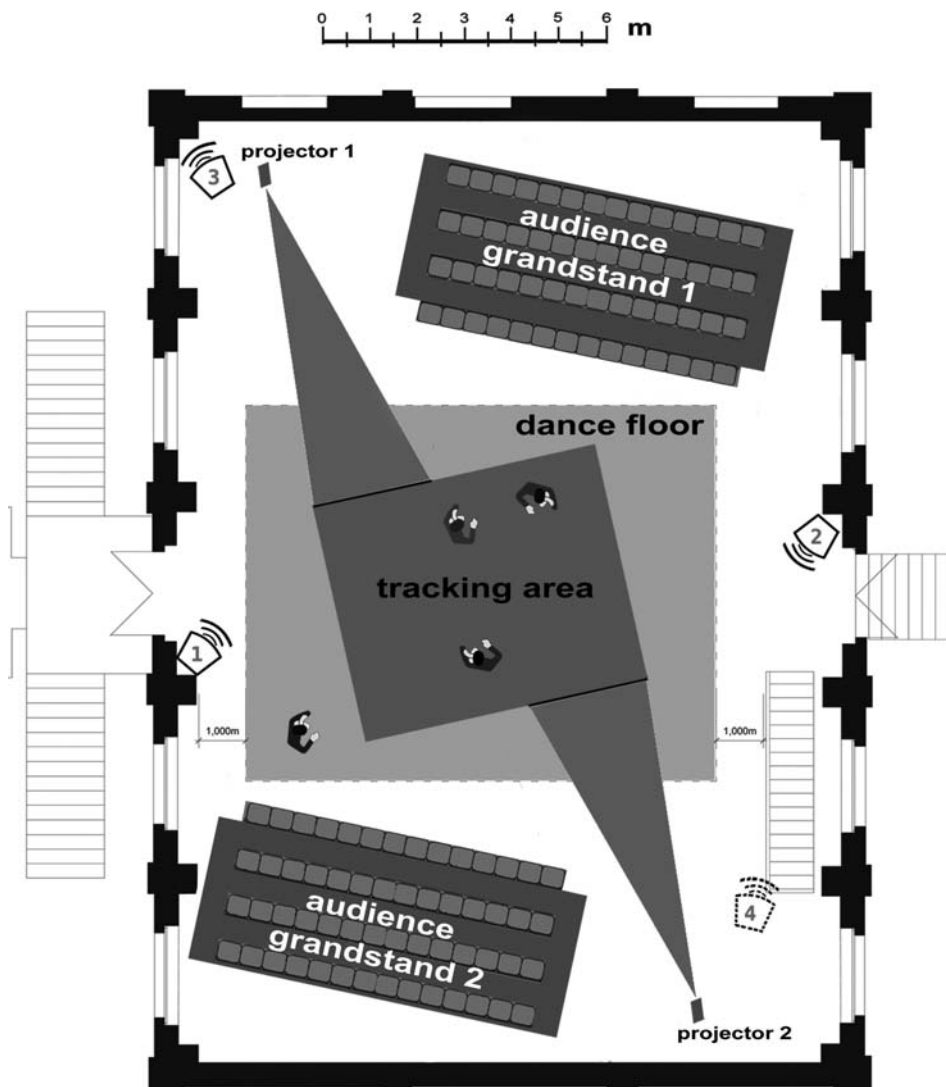 0 1 2 3 4 5 6
m
projector 1
3
audience
grandstand 1
dance floor
2
tracking area
1
1,000m
1,000m
audience
grandstand 2
4
projector 2